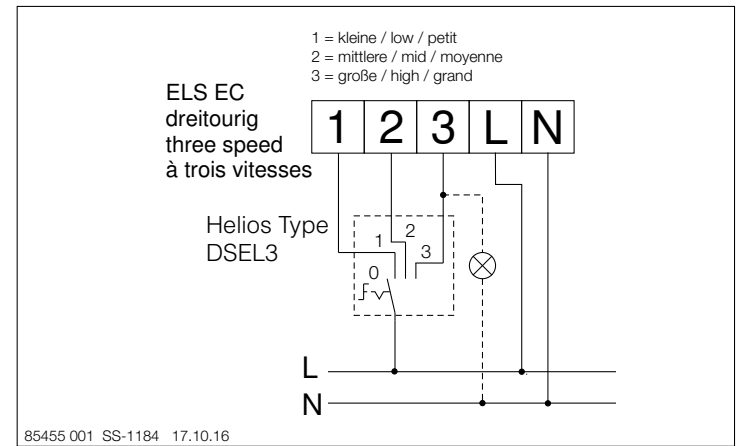 1 = kleine / low / petit
2 = mittlere / mid / moyenne
3 = große / high / grand
ELS EC
dreitourig
three speed
à trois vitesses
1 2 3 L N
Helios Type
DSEL3
1
2
3
0
L
N
85455 001 SS-1184 17.10.16